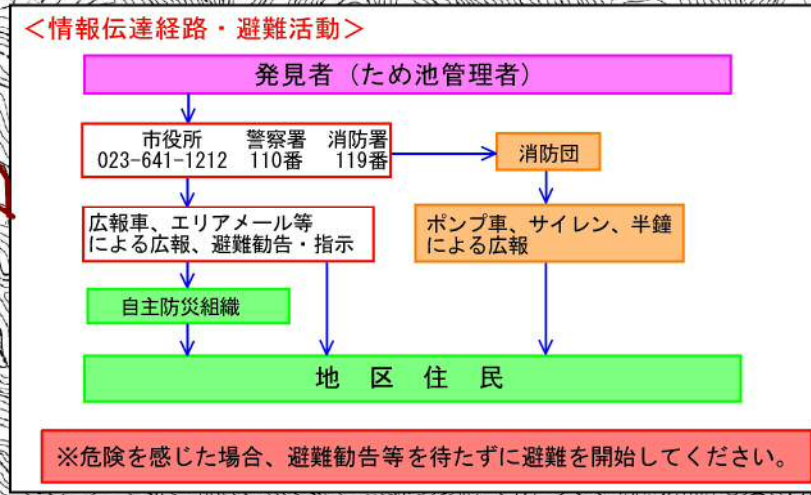 ＜情報伝達経路・避難活動＞
発見者（ため池管理者）
市役所 警察署 消防署
023-641-1212 110番 119番
消防団
広報車、エリアメール等
による広報、避難勧告・指示
ポンプ車、サイレン、半鐘
による広報
自主防災組織
地 区 住 民
※危険を感じた場合、避難勧告等を待たずに避難を開始してください。